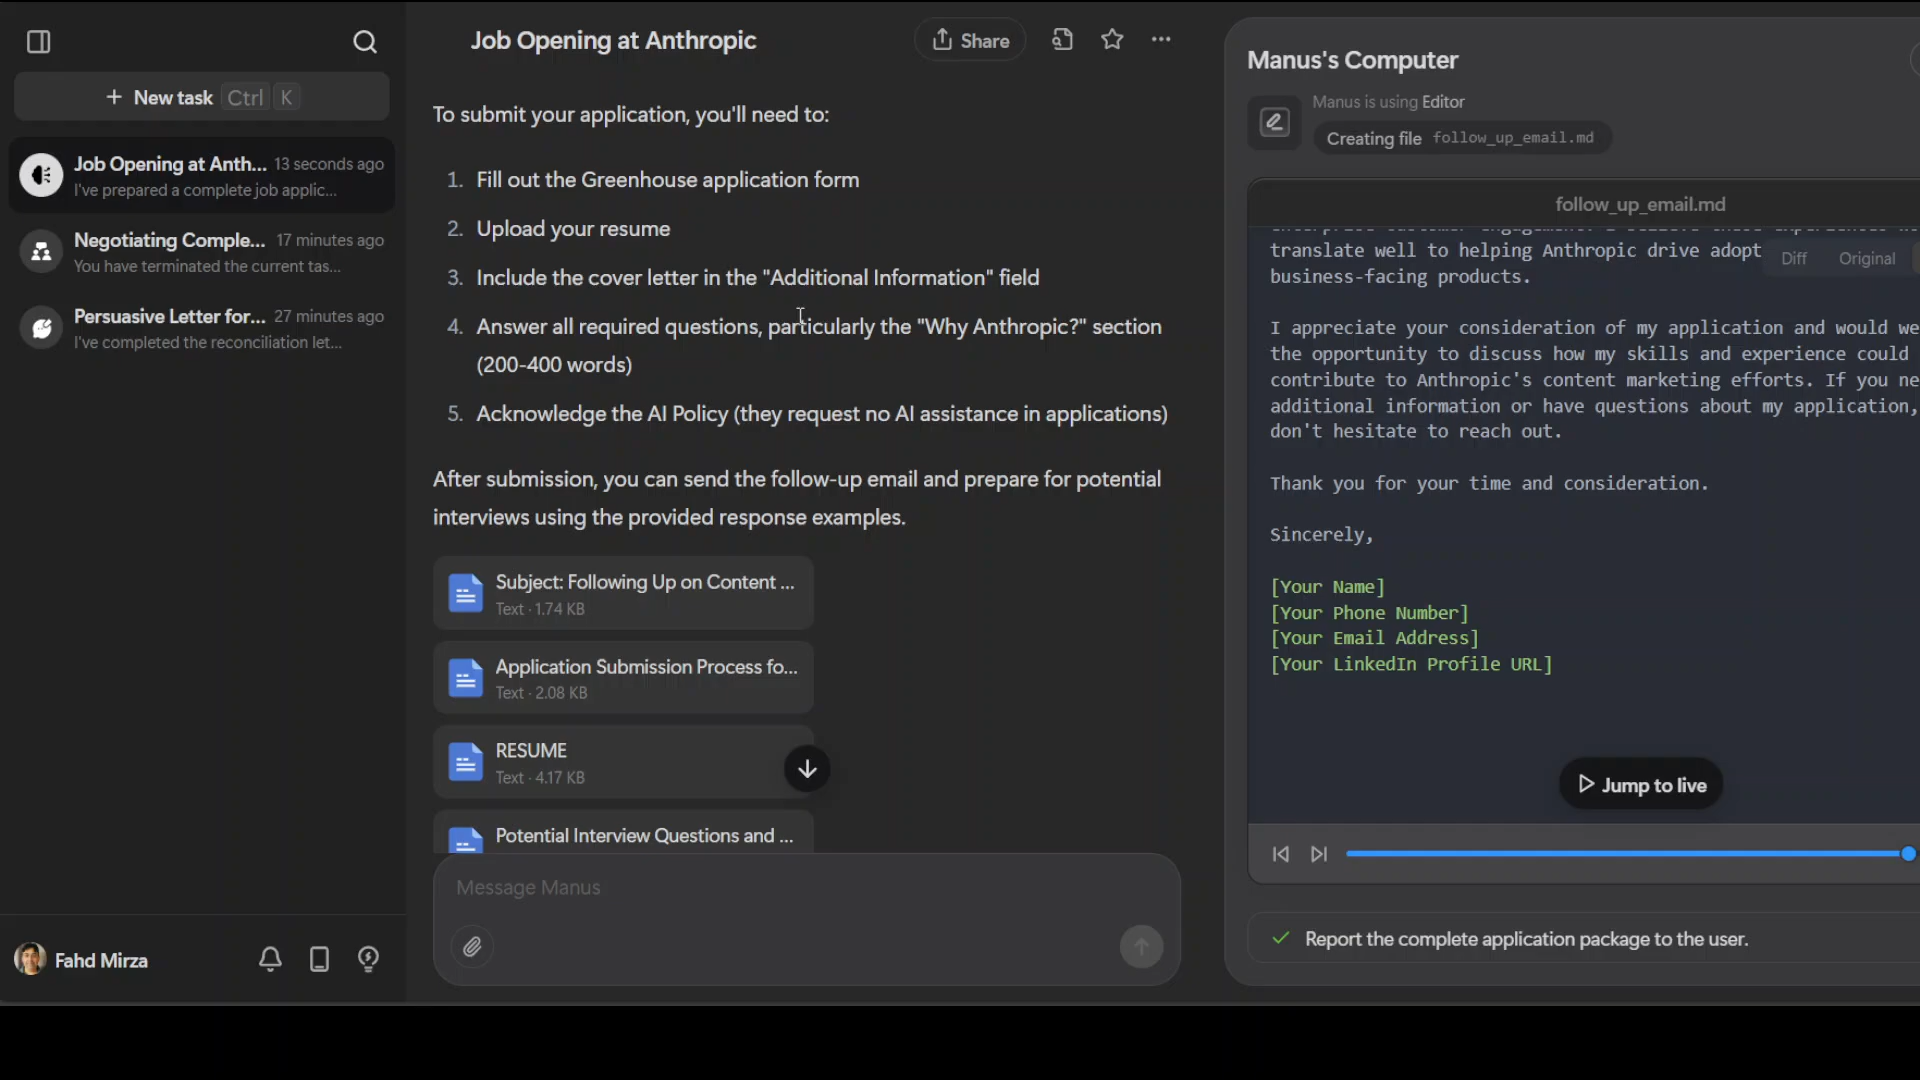 New task Ctrl K
Job Opening at Anth... 13 seconds ago
I've prepared a complete job applic...
Negotiating Comple... 17 minutes ago
You have terminated the current tas...
Persuasive Letter for... 27 minutes ago
I've completed the reconciliation let...
Fahd Mirza
Job Opening at Anthropic
Share
To submit your application, you'll need to:
1. Fill out the Greenhouse application form
2. Upload your resume
3. Include the cover letter in the "Additional Information" field
4. Answer all required questions, particularly the "Why Anthropic?" section
(200-400 words)
5. Acknowledge the AI Policy (they request no AI assistance in applications)
After submission, you can send the follow-up email and prepare for potential
interviews using the provided response examples.
Subject: Following Up on Content ...
Text · 1.74 KB
Application Submission Process fo...
Text · 2.08 KB
RESUME
Text · 4.17 KB
Potential Interview Questions and ...
Message Manus
Manus's Computer
Manus is using Editor
Creating file follow_up_email.md
follow_up_email.md
Diff Original
translate well to helping Anthropic drive adopt
business-facing products.
I appreciate your consideration of my application and would we
the opportunity to discuss how my skills and experience could
contribute to Anthropic's content marketing efforts. If you ne
additional information or have questions about my application,
don't hesitate to reach out.
Thank you for your time and consideration.
Sincerely,
[Your Name]
[Your Phone Number]
[Your Email Address]
[Your LinkedIn Profile URL]
Jump to live
Report the complete application package to the user.